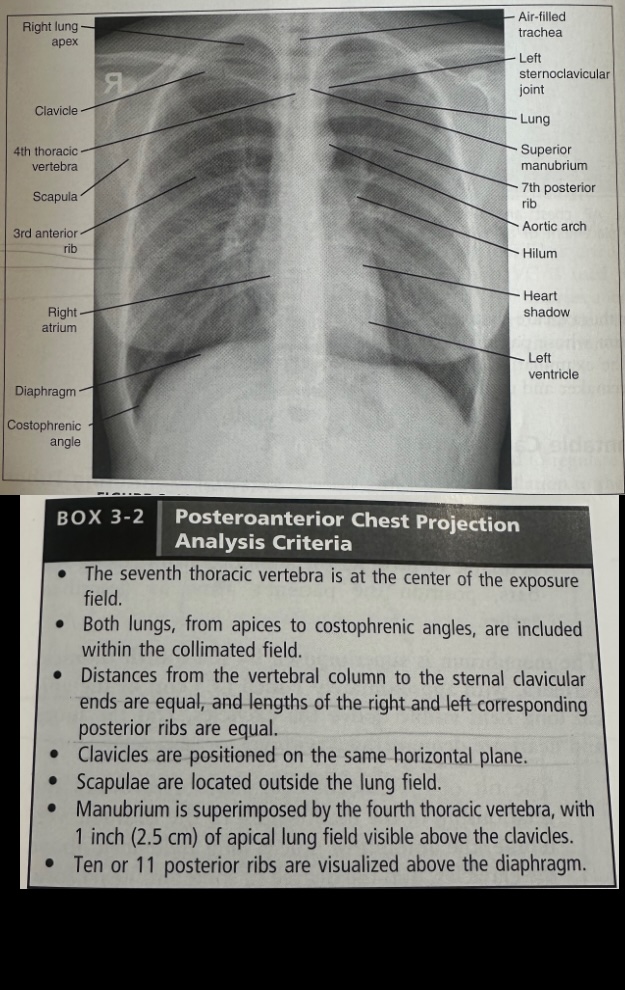 Right lung
apex
Clavicle
4th thoracic
vertebra
Scapula
3rd anterior
rib
Right
atrium
Diaphragm
Costophrenic
angle
R
Air-filled
trachea
Left
sternoclavicular
joint
Lung
Superior
manubrium
7th posterior
rib
Aortic arch
Hilum
Heart
shadow
Left
ventricle
BOX 3-2
Posteroanterior Chest Projection
Analysis Criteria
• The seventh thoracic vertebra is at the center of the exposure
field.
• Both lungs, from apices to costophrenic angles, are included
within the collimated field.
• Distances from the vertebral column to the sternal clavicular
ends are equal, and lengths of the right and left corresponding
posterior ribs are equal.
• Clavicles are positioned on the same horizontal plane.
• Scapulae are located outside the lung field.
• Manubrium is superimposed by the fourth thoracic vertebra, with
1 inch (2.5 cm) of apical lung field visible above the clavicles.
• Ten or 11 posterior ribs are visualized above the diaphragm.